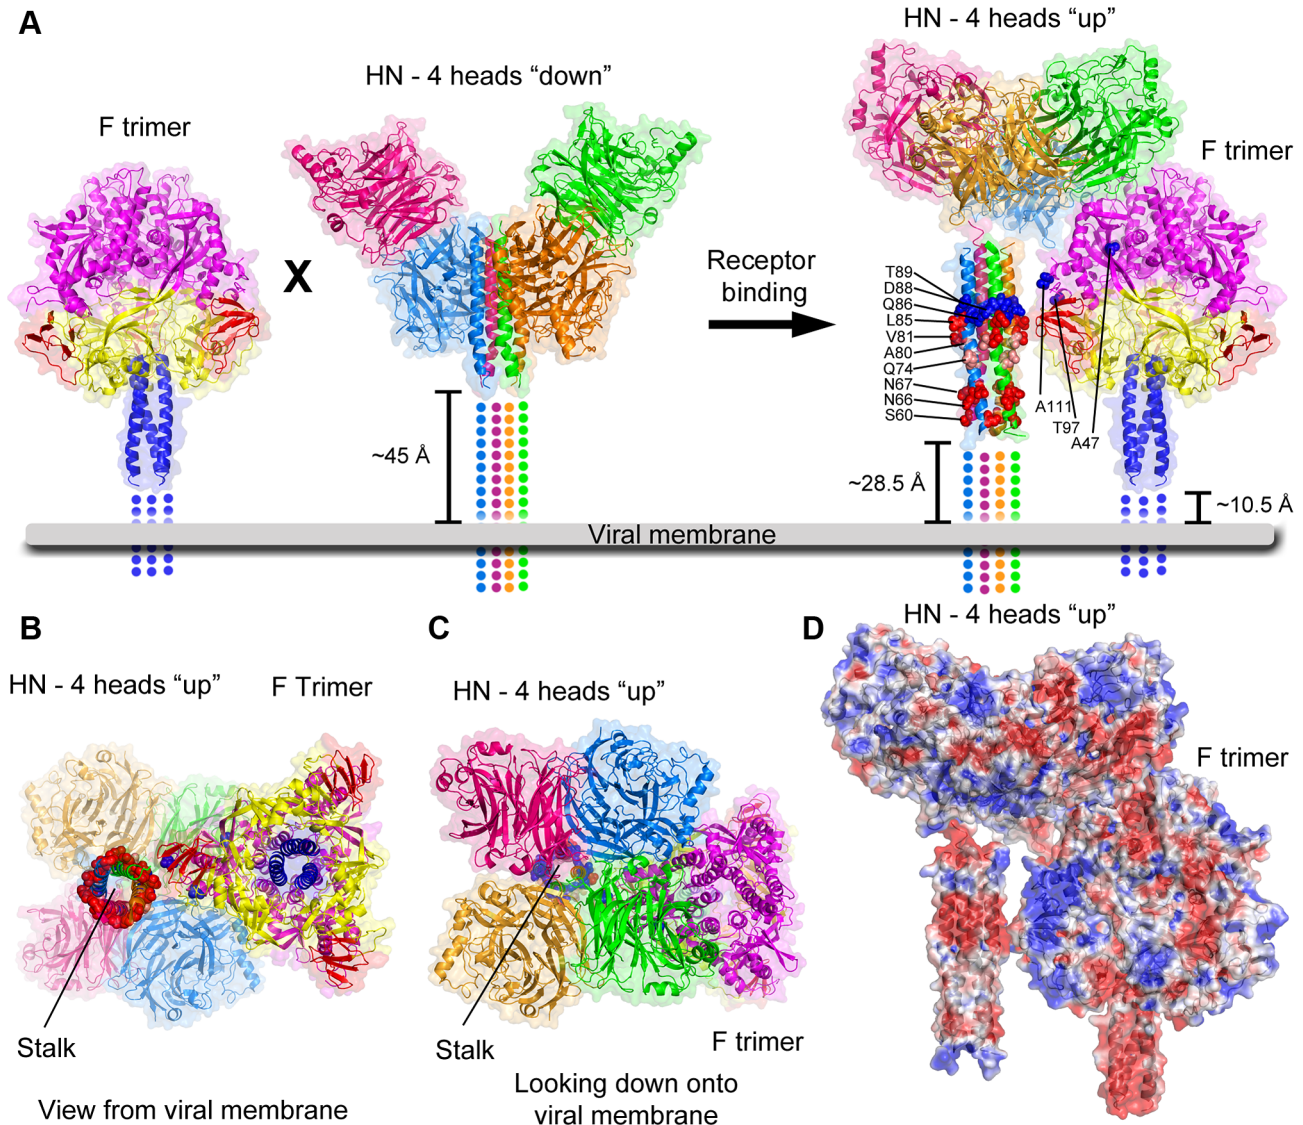 A
HN - 4 heads “up”
HN - 4 heads “down”
F trimer
F trimer
X
Receptor
binding
T89
D88
Q86
L85
V81
A80
Q74
N67
N66
S60
A111
T97
A47
~45 Å
~28.5 Å
~10.5 Å
Viral membrane
B
HN - 4 heads “up”
F Trimer
Stalk
View from viral membrane
C
HN - 4 heads “up”
Stalk
F trimer
Looking down onto
viral membrane
D
HN - 4 heads “up”
F trimer